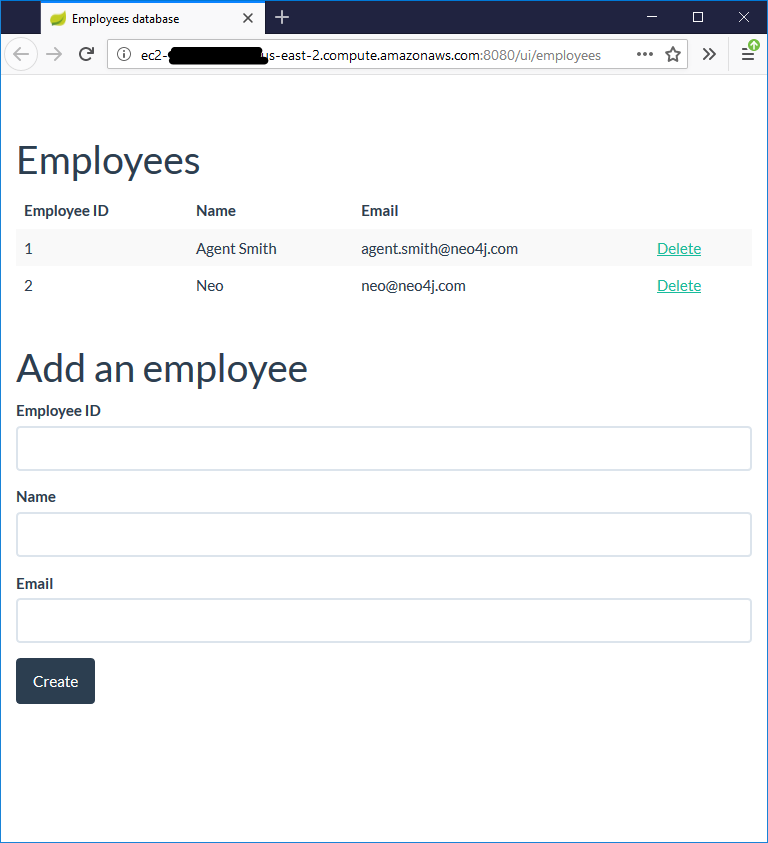 Employees database
ec2- us-east-2.compute.amazonaws.com:8080/ui/employees
Employees
Employee ID Name Email
1 Agent Smith agent.smith@neo4j.com Delete
2 Neo neo@neo4j.com Delete
Add an employee
Employee ID
Name
Email
Create